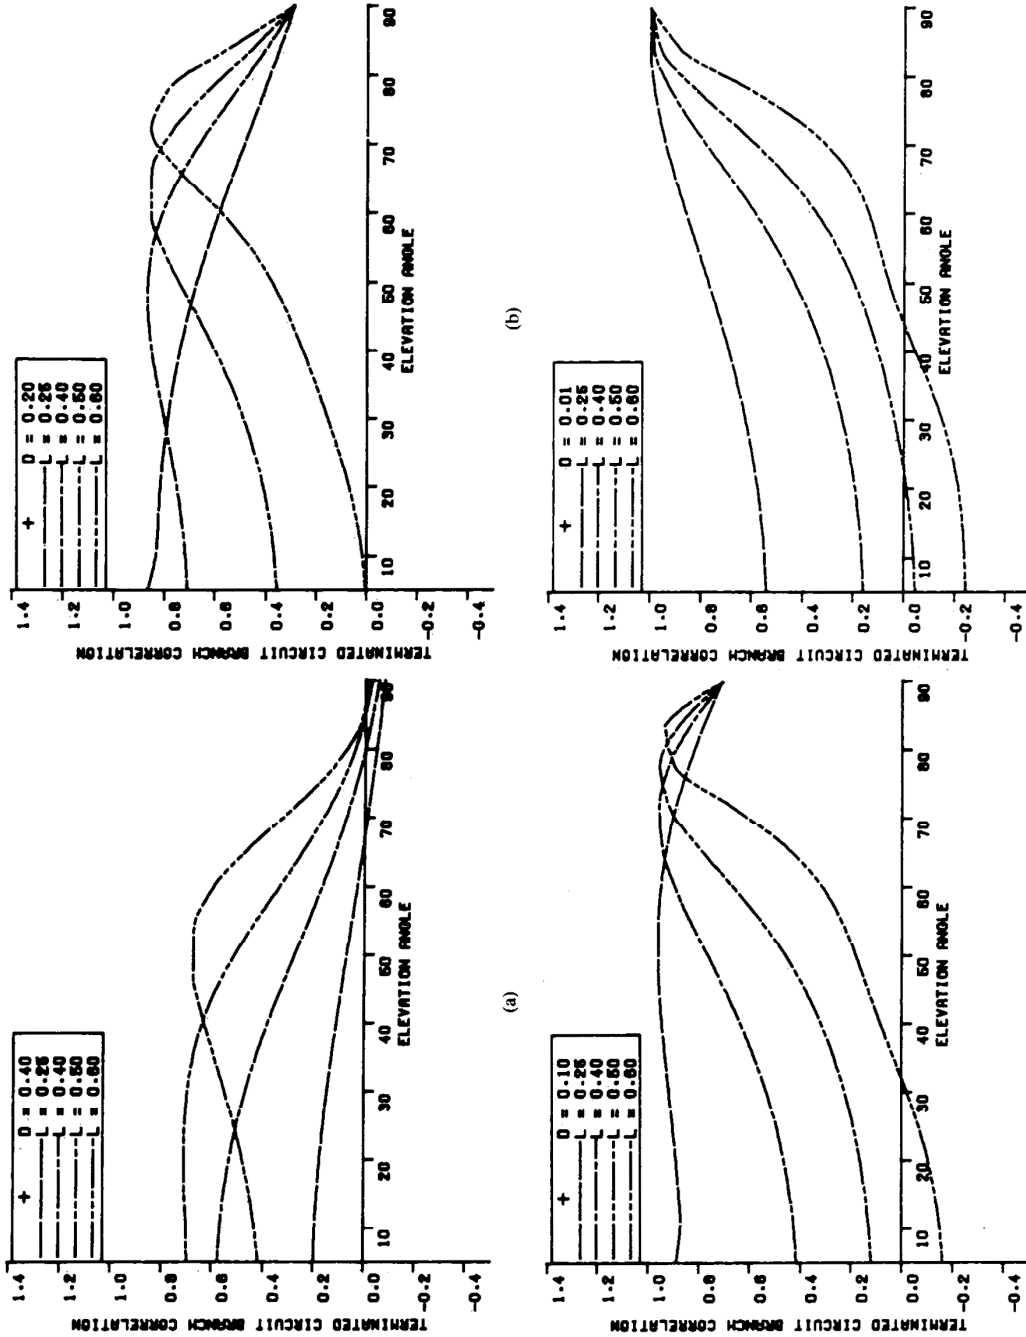 + D = 0.40
L = 0.25
L = 0.40
L = 0.50
L = 0.60
TERMINATED CIRCUIT BRANCH CORRELATION
1.4
1.2
1.0
0.8
0.6
0.4
0.2
0.0
-0.2
-0.4
10 20 30 40 50 60 70 80 90
ELEVATION ANGLE
(a)
+ D = 0.20
L = 0.25
L = 0.40
L = 0.50
L = 0.60
TERMINATED CIRCUIT BRANCH CORRELATION
1.4
1.2
1.0
0.8
0.6
0.4
0.2
0.0
-0.2
-0.4
10 20 30 40 50 60 70 80 90
ELEVATION ANGLE
(b)
+ D = 0.10
L = 0.25
L = 0.40
L = 0.50
L = 0.60
TERMINATED CIRCUIT BRANCH CORRELATION
1.4
1.2
1.0
0.8
0.6
0.4
0.2
0.0
-0.2
-0.4
10 20 30 40 50 60 70 80 90
ELEVATION ANGLE
+ D = 0.01
L = 0.25
L = 0.40
L = 0.50
L = 0.60
TERMINATED CIRCUIT BRANCH CORRELATION
1.4
1.2
1.0
0.8
0.6
0.4
0.2
0.0
-0.2
-0.4
10 20 30 40 50 60 70 80 90
ELEVATION ANGLE